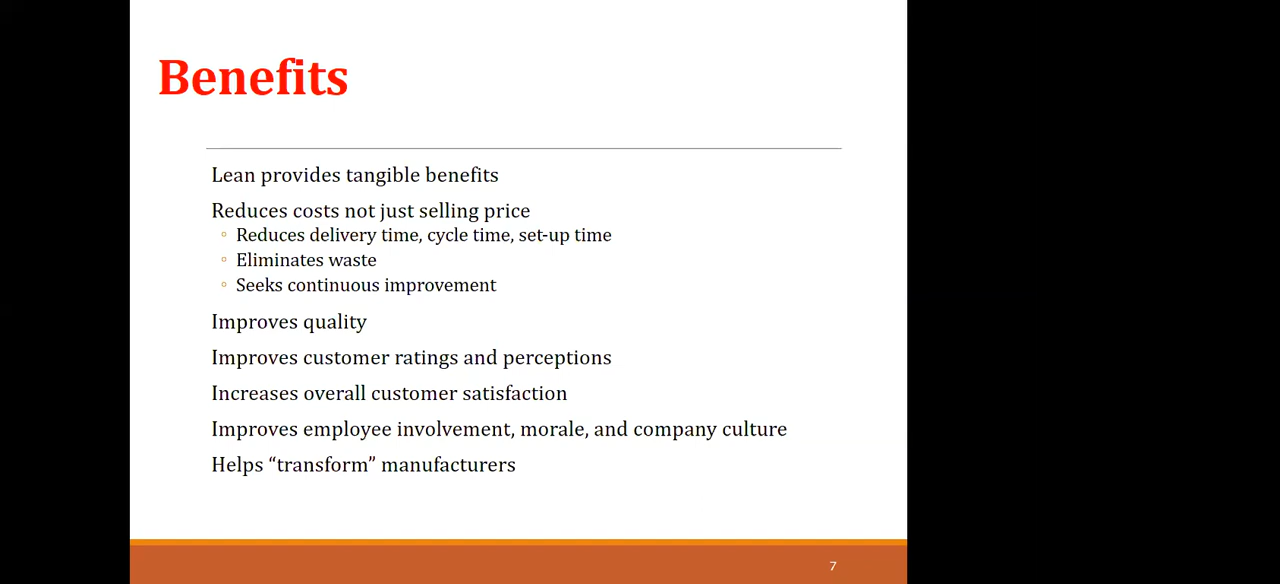 Benefits
Lean provides tangible benefits
Reduces costs not just selling price
◦ Reduces delivery time, cycle time, set-up time
◦ Eliminates waste
◦ Seeks continuous improvement
Improves quality
Improves customer ratings and perceptions
Increases overall customer satisfaction
Improves employee involvement, morale, and company culture
Helps “transform” manufacturers
7